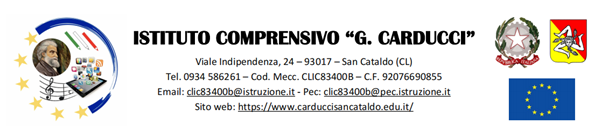 ISTITUTO COMPRENSIVO “G. CARDUCCI”
Viale Indipendenza, 24 – 93017 – San Cataldo (CL)
Tel. 0934 586261 – Cod. Mecc. CLIC83400B – C.F. 92076690855
Email: clic83400b@istruzione.it - Pec: clic83400b@pec.istruzione.it
Sito web: https://www.carduccisancataldo.edu.it/